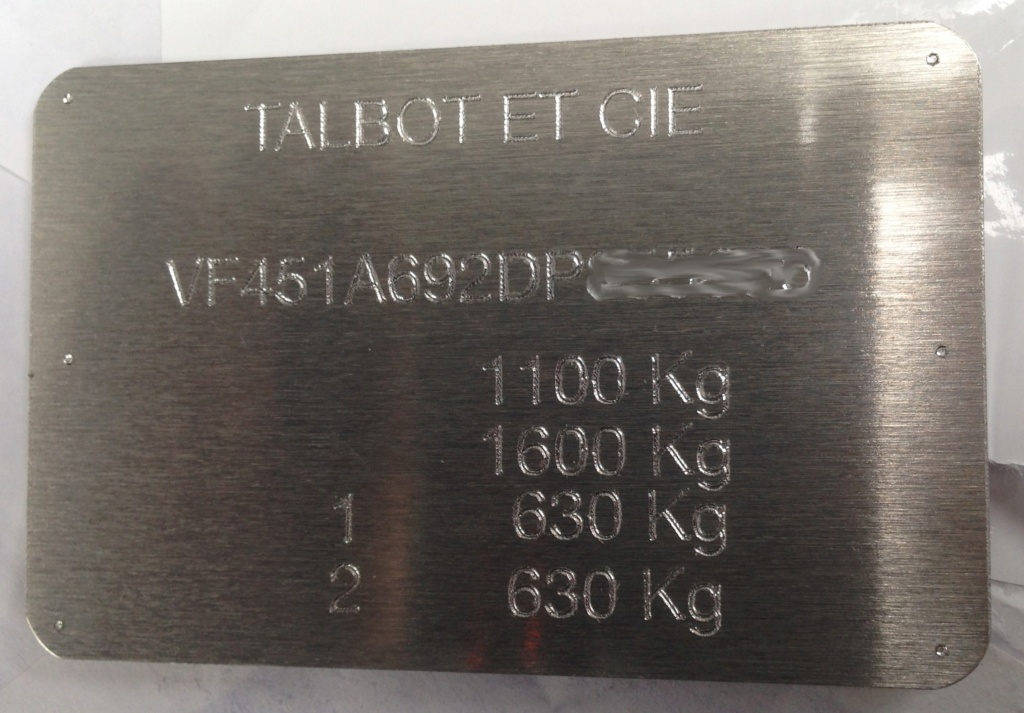 TALBOT ET CIE
VF451A692DP
1100 Kg
1600 Kg
1 630 Kg
2 630 Kg